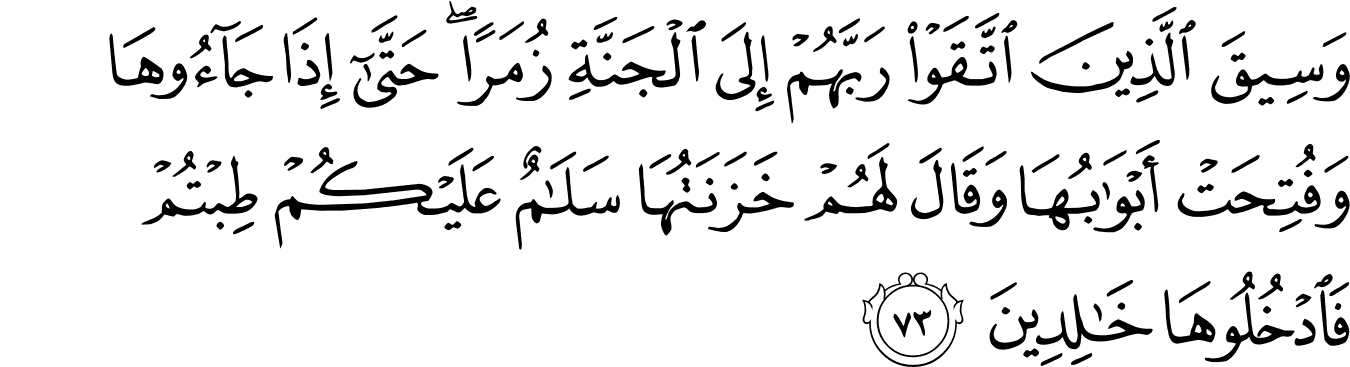 وَسِيقَ ٱلَّذِينَ ٱتَّقَوْا۟ رَبَّهُمْ إِلَى ٱلْجَنَّةِ زُمَرًا ۖ حَتَّىٰٓ إِذَا جَآءُوهَا
وَفُتِحَتْ أَبْوَٰبُهَا وَقَالَ لَهُمْ خَزَنَتُهَا سَلَـٰمٌ عَلَيْكُمْ طِبْتُمْ
فَٱدْخُلُوهَا خَـٰلِدِينَ ٧٣